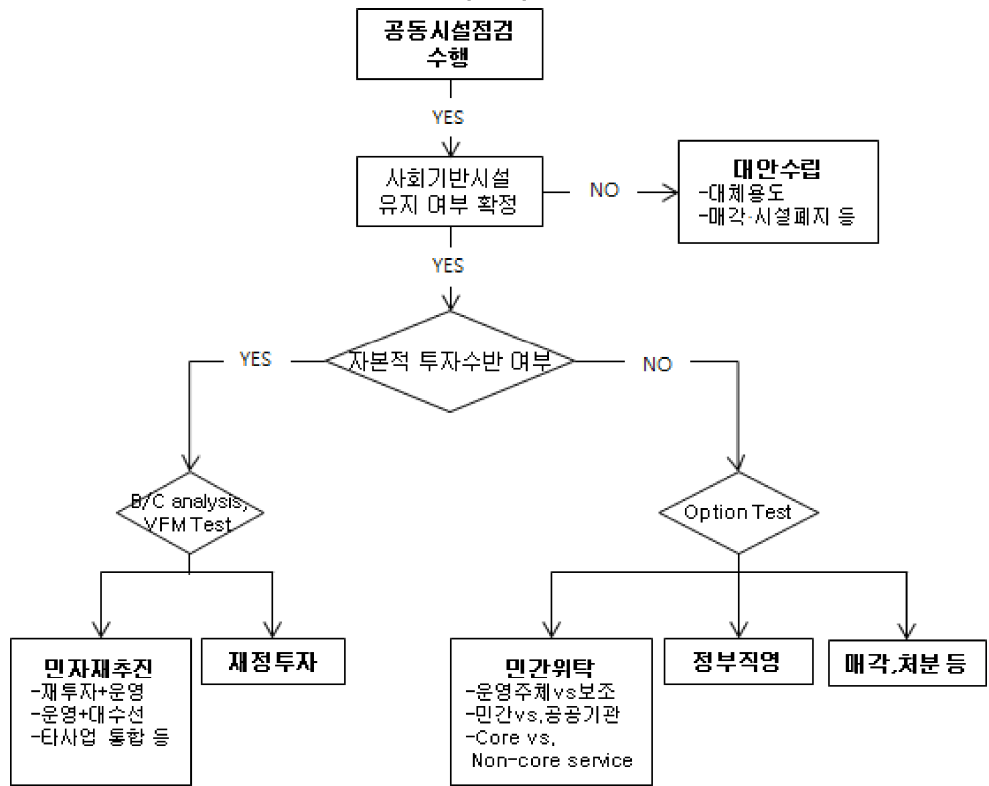 공동시설점검
수행
YES
사회기반시설
유지 여부 확정
NO
대안수립
-대체용도
-매각·시설폐지 등
YES
자본적 투자수반 여부
YES
NO
B/C analysis,
VFM Test
Option Test
민자재추진
-재투자+운영
-운영+대수선
-타사업 통합 등
재정투자
민간위탁
-운영주체vs보조
-민간vs,공공기관
-Core vs,
Non-core service
정부직영
매각,처분 등